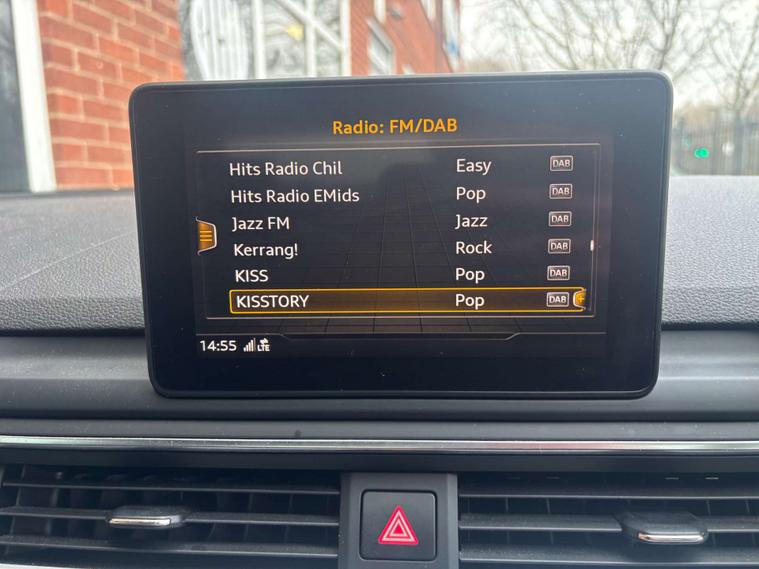 Radio: FM/DAB
Hits Radio Chil Easy DAB
Hits Radio EMids Pop DAB
Jazz FM Jazz DAB
Kerrang! Rock DAB
KISS Pop DAB
KISSTORY Pop DAB
14:55 LTE